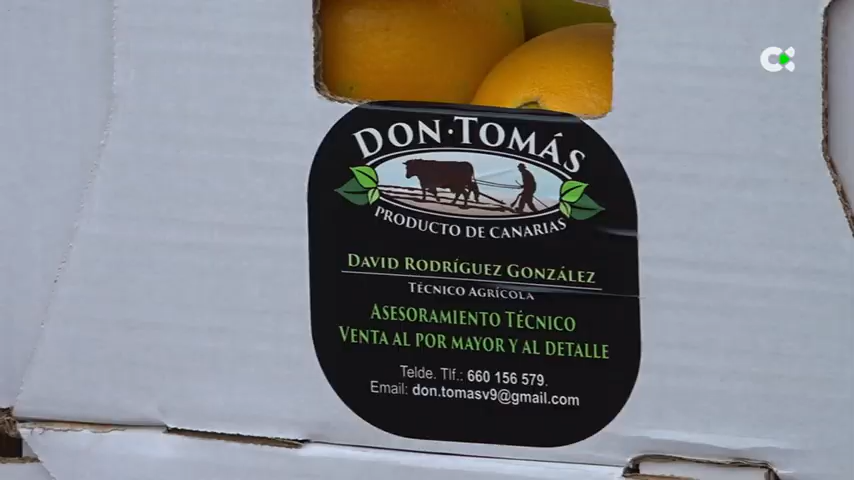 DON·TOMÁS
PRODUCTO DE CANARIAS
DAVID RODRÍGUEZ GONZÁLEZ
TÉCNICO AGRÍCOLA
ASESORAMIENTO TÉCNICO
VENTA AL POR MAYOR Y AL DETALLE
Telde. Tlf.: 660 156 579.
Email: don.tomasv9@gmail.com